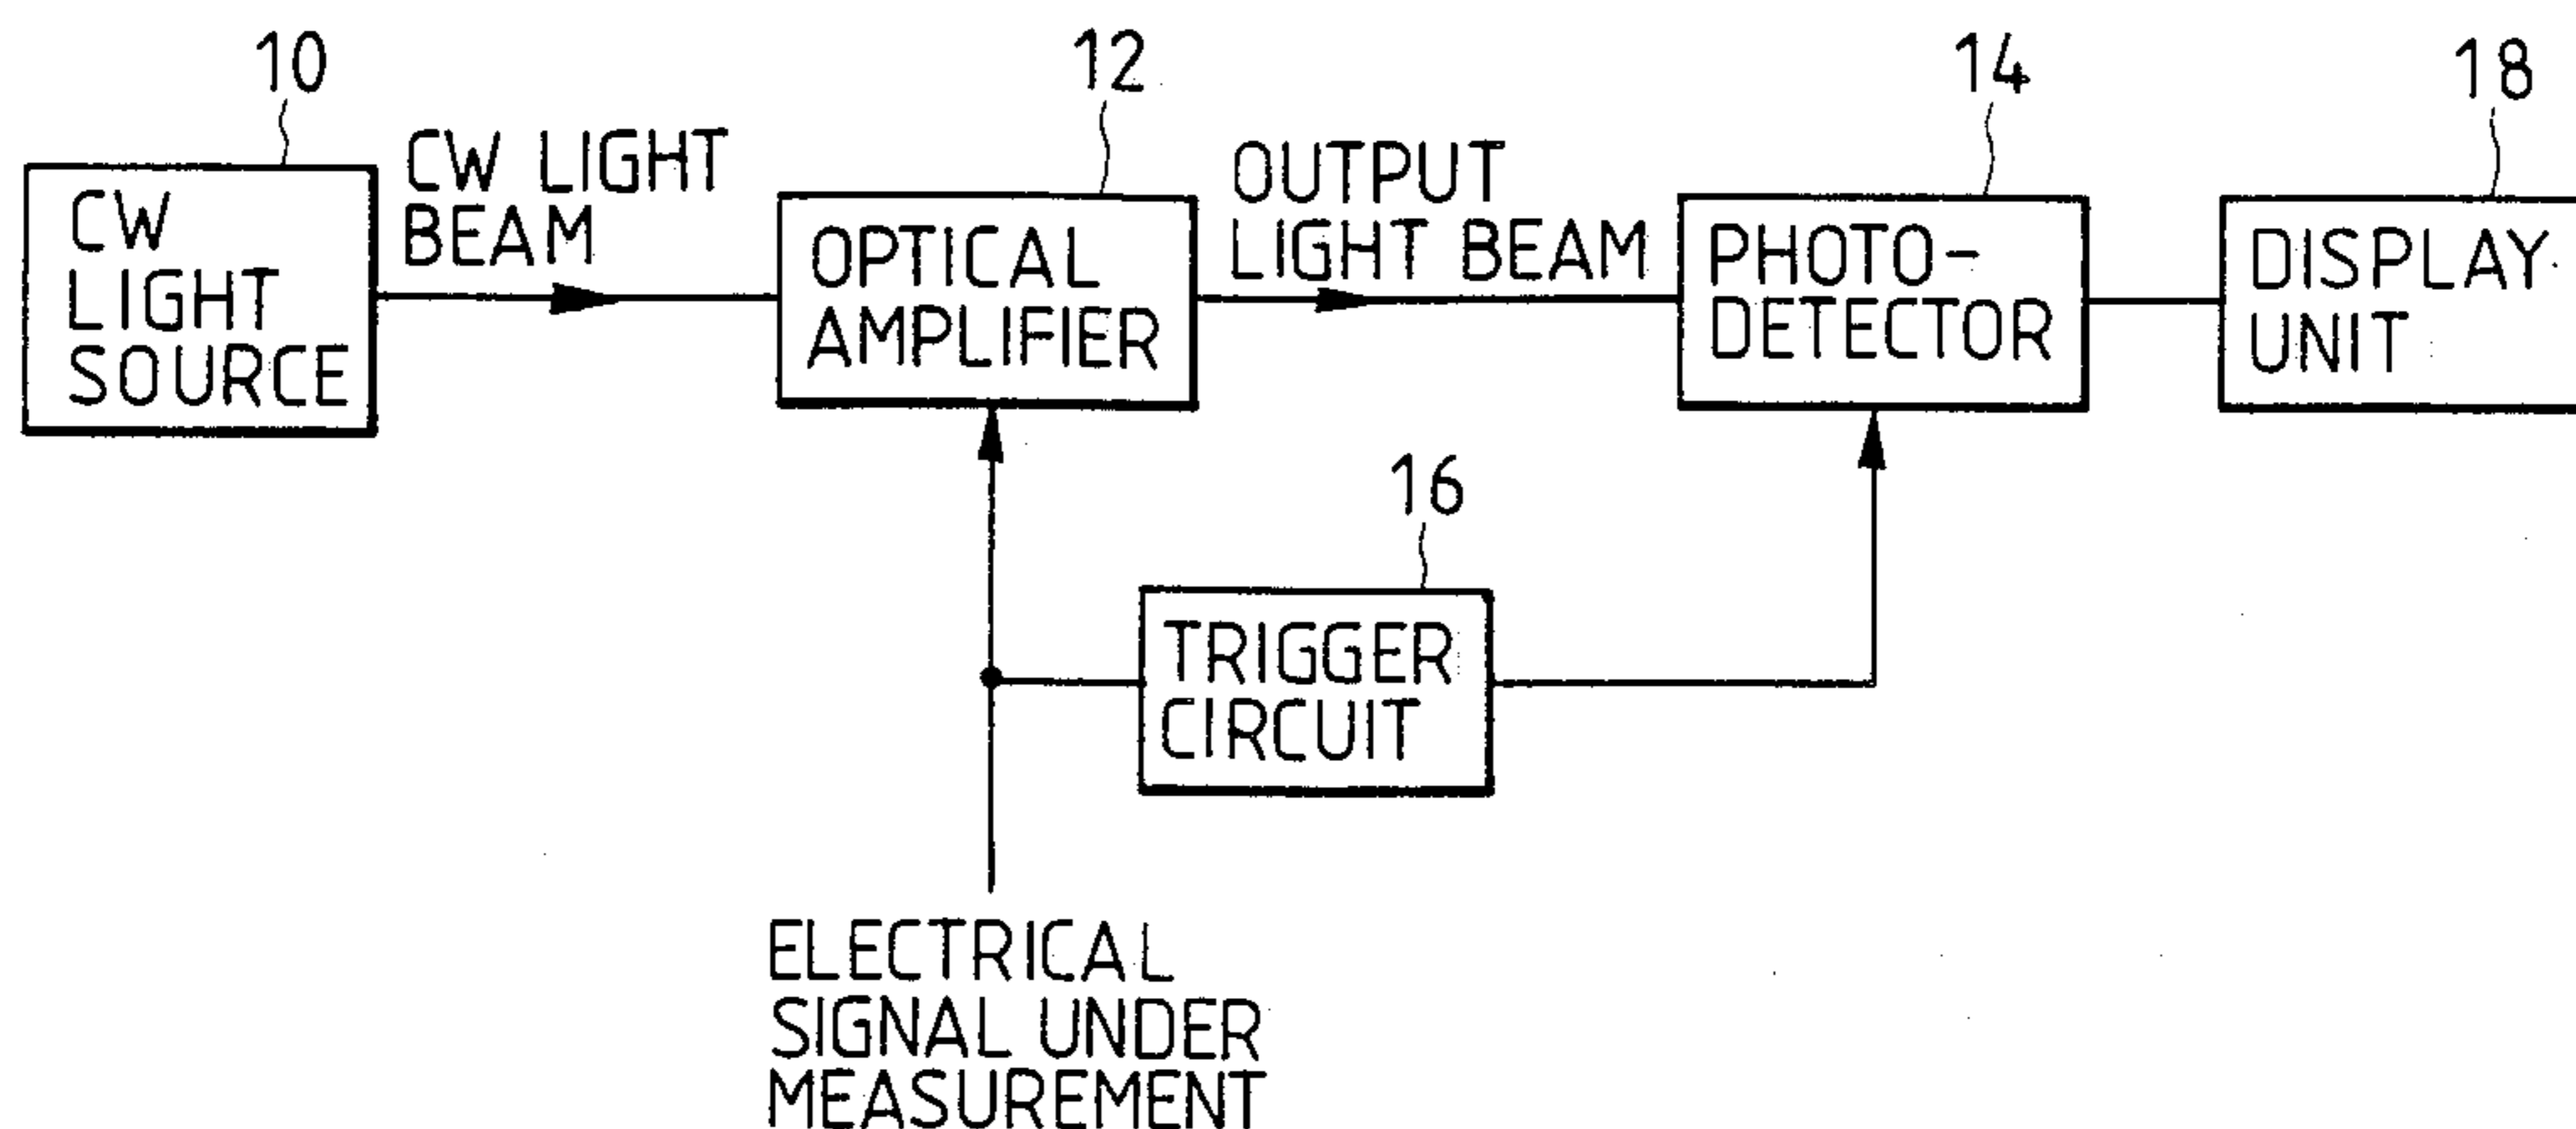 10
12
14
18
CW
LIGHT
SOURCE
CW LIGHT
BEAM
OPTICAL
AMPLIFIER
OUTPUT
LIGHT BEAM
PHOTO-
DETECTOR
DISPLAY
UNIT
16
TRIGGER
CIRCUIT
ELECTRICAL
SIGNAL UNDER
MEASUREMENT